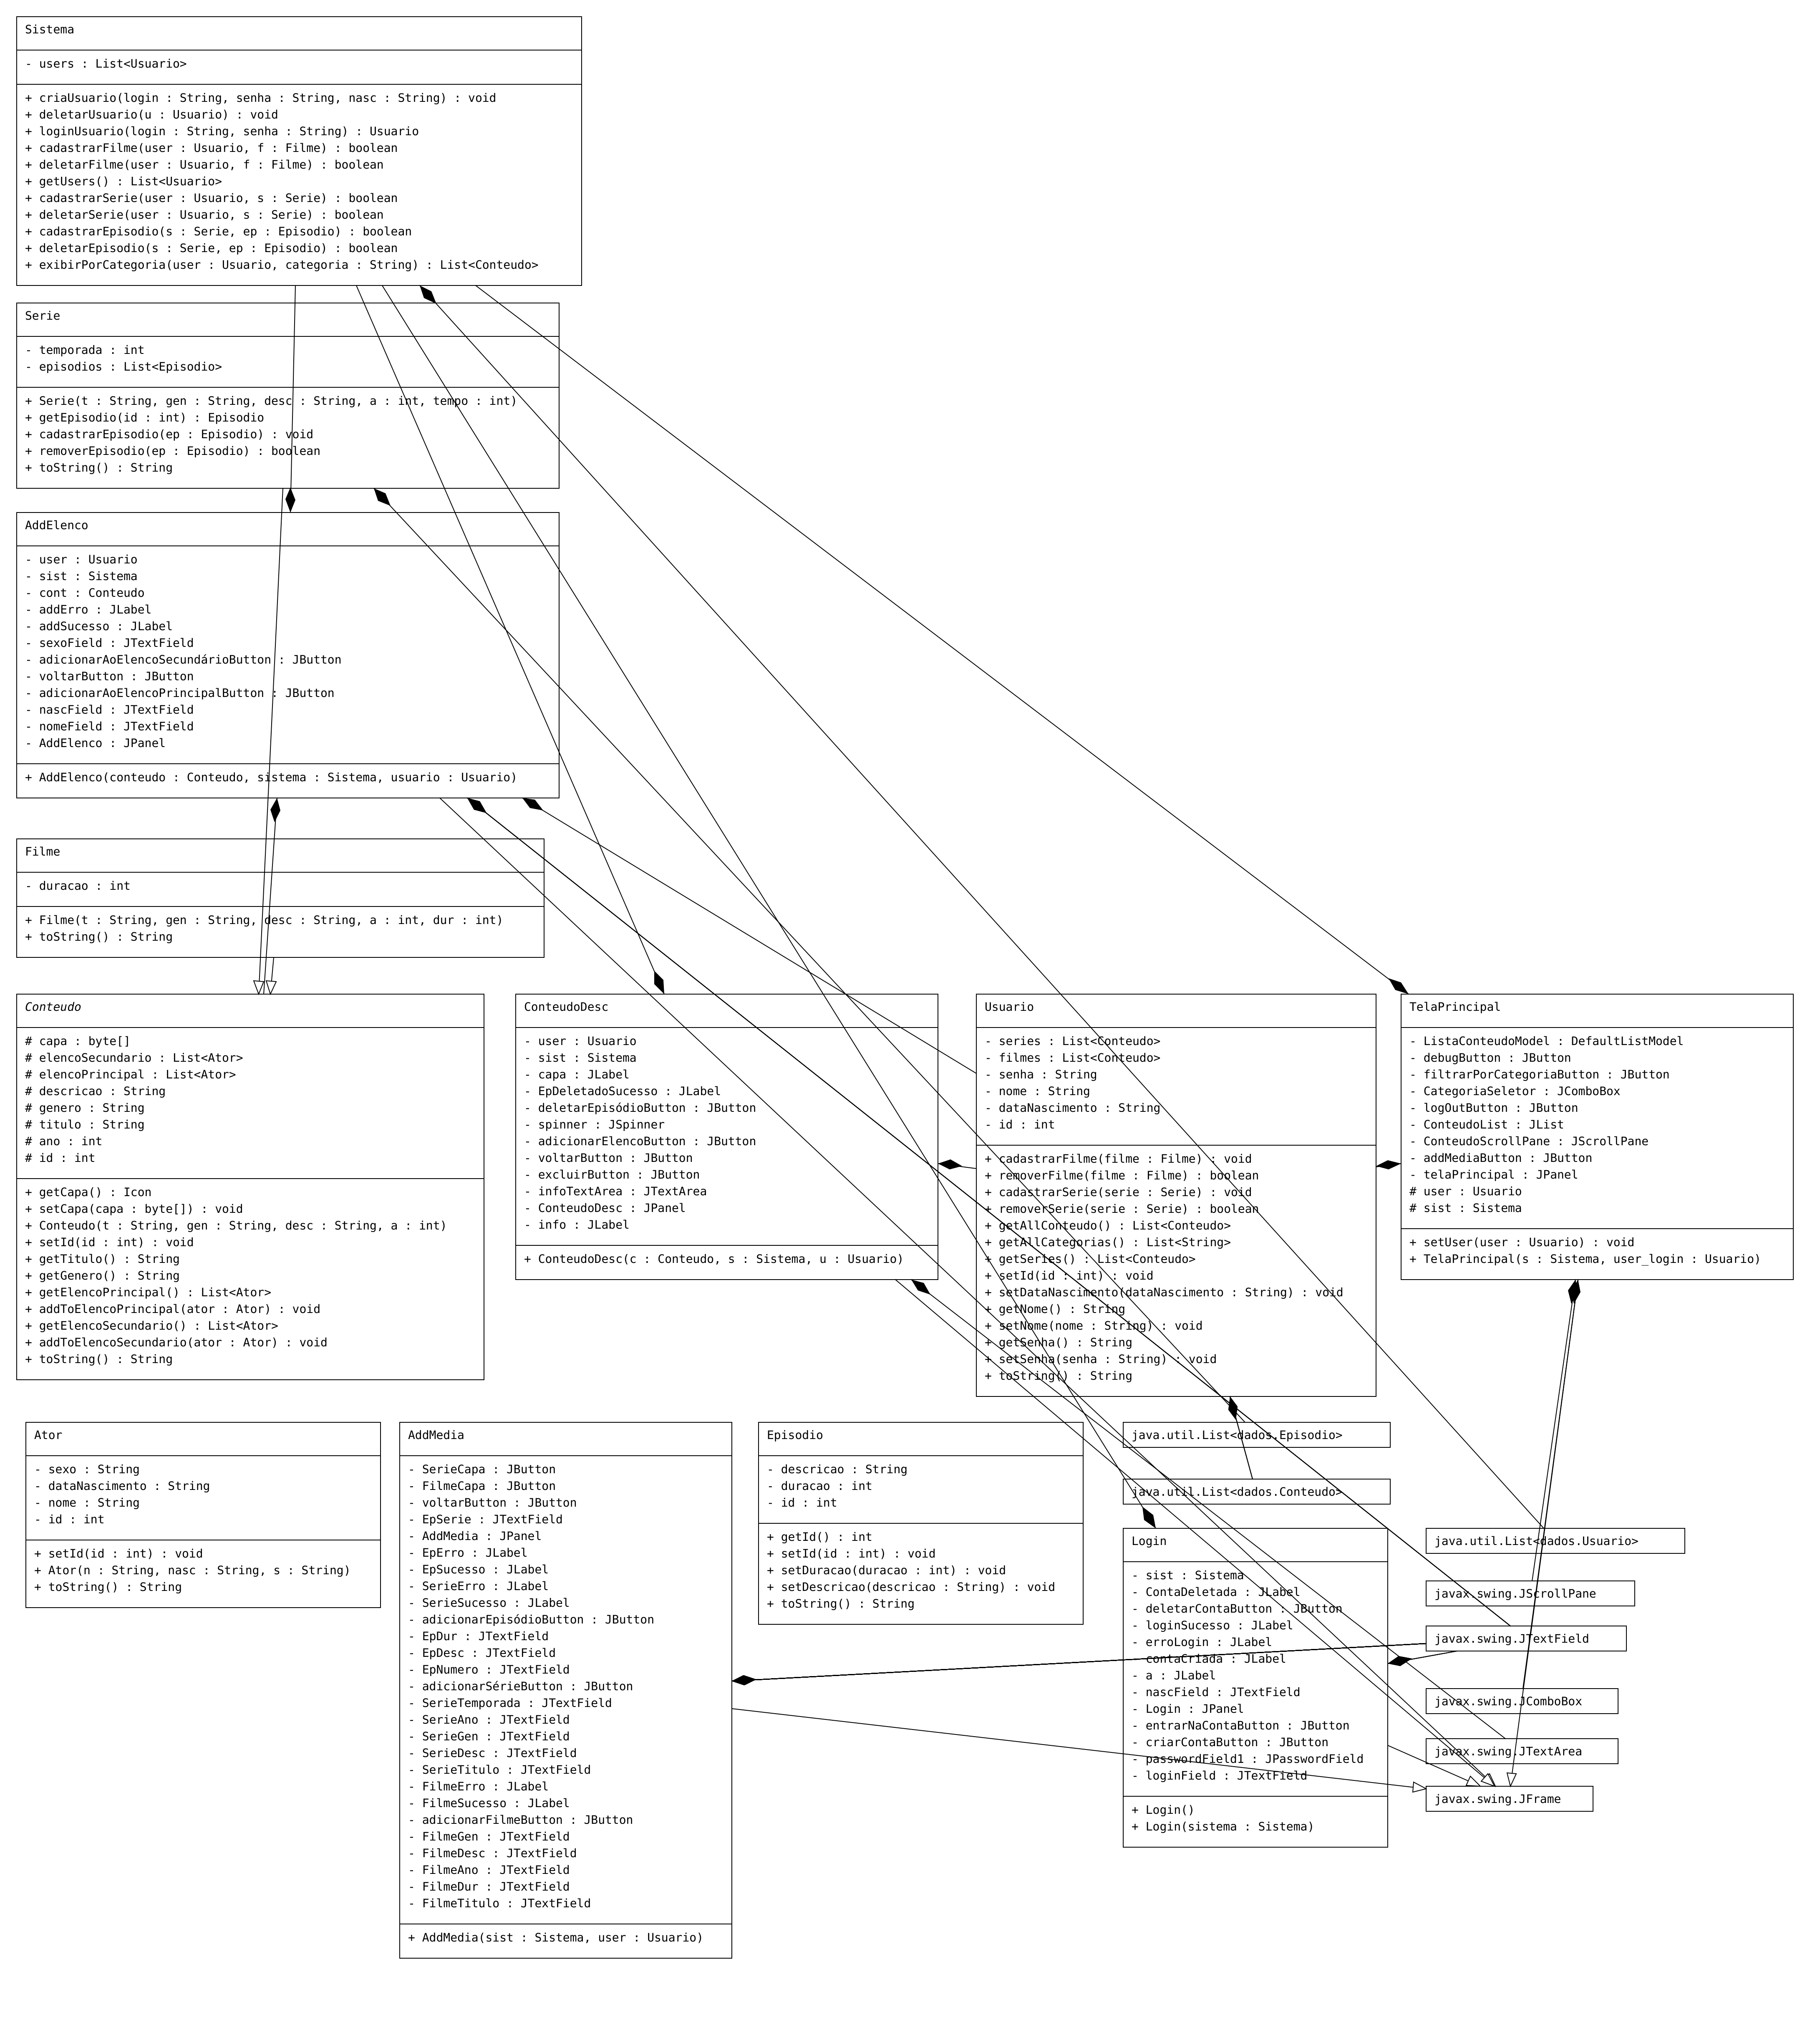 Sistema
- users : List<Usuario>
+ criaUsuario(login : String, senha : String, nasc : String) : void
+ deletarUsuario(u : Usuario) : void
+ loginUsuario(login : String, senha : String) : Usuario
+ cadastrarFilme(user : Usuario, f : Filme) : boolean
+ deletarFilme(user : Usuario, f : Filme) : boolean
+ getUsers() : List<Usuario>
+ cadastrarSerie(user : Usuario, s : Serie) : boolean
+ deletarSerie(user : Usuario, s : Serie) : boolean
+ cadastrarEpisodio(s : Serie, ep : Episodio) : boolean
+ deletarEpisodio(s : Serie, ep : Episodio) : boolean
+ exibirPorCategoria(user : Usuario, categoria : String) : List<Conteudo>
Serie
- temporada : int
- episodios : List<Episodio>
+ Serie(t : String, gen : String, desc : String, a : int, tempo : int)
+ getEpisodio(id : int) : Episodio
+ cadastrarEpisodio(ep : Episodio) : void
+ removerEpisodio(ep : Episodio) : boolean
+ toString() : String
AddElenco
- user : Usuario
- sist : Sistema
- cont : Conteudo
- addErro : JLabel
- addSucesso : JLabel
- sexoField : JTextField
- adicionarAoElencoSecundárioButton : JButton
- voltarButton : JButton
- adicionarAoElencoPrincipalButton : JButton
- nascField : JTextField
- nomeField : JTextField
- AddElenco : JPanel
+ AddElenco(conteudo : Conteudo, sistema : Sistema, usuario : Usuario)
Filme
- duracao : int
+ Filme(t : String, gen : String, desc : String, a : int, dur : int)
+ toString() : String
Conteudo
# capa : byte[]
# elencoSecundario : List<Ator>
# elencoPrincipal : List<Ator>
# descricao : String
# genero : String
# titulo : String
# ano : int
# id : int
+ getCapa() : Icon
+ setCapa(capa : byte[]) : void
+ Conteudo(t : String, gen : String, desc : String, a : int)
+ setId(id : int) : void
+ getTitulo() : String
+ getGenero() : String
+ getElencoPrincipal() : List<Ator>
+ addToElencoPrincipal(ator : Ator) : void
+ getElencoSecundario() : List<Ator>
+ addToElencoSecundario(ator : Ator) : void
+ toString() : String
ConteudoDesc
- user : Usuario
- sist : Sistema
- capa : JLabel
- EpDeletadoSucesso : JLabel
- deletarEpisódioButton : JButton
- spinner : JSpinner
- adicionarElencoButton : JButton
- voltarButton : JButton
- excluirButton : JButton
- infoTextArea : JTextArea
- ConteudoDesc : JPanel
- info : JLabel
+ ConteudoDesc(c : Conteudo, s : Sistema, u : Usuario)
Usuario
- series : List<Conteudo>
- filmes : List<Conteudo>
- senha : String
- nome : String
- dataNascimento : String
- id : int
+ cadastrarFilme(filme : Filme) : void
+ removerFilme(filme : Filme) : boolean
+ cadastrarSerie(serie : Serie) : void
+ removerSerie(serie : Serie) : boolean
+ getAllConteudo() : List<Conteudo>
+ getAllCategorias() : List<String>
+ getSeries() : List<Conteudo>
+ setId(id : int) : void
+ setDataNascimento(dataNascimento : String) : void
+ getNome() : String
+ setNome(nome : String) : void
+ getSenha() : String
+ setSenha(senha : String) : void
+ toString() : String
TelaPrincipal
- ListaConteudoModel : DefaultListModel
- debugButton : JButton
- filtrarPorCategoriaButton : JButton
- CategoriaSeletor : JComboBox
- logOutButton : JButton
- ConteudoList : JList
- ConteudoScrollPane : JScrollPane
- addMediaButton : JButton
- telaPrincipal : JPanel
# user : Usuario
# sist : Sistema
+ setUser(user : Usuario) : void
+ TelaPrincipal(s : Sistema, user_login : Usuario)
Ator
- sexo : String
- dataNascimento : String
- nome : String
- id : int
+ setId(id : int) : void
+ Ator(n : String, nasc : String, s : String)
+ toString() : String
AddMedia
- SerieCapa : JButton
- FilmeCapa : JButton
- voltarButton : JButton
- EpSerie : JTextField
- AddMedia : JPanel
- EpErro : JLabel
- EpSucesso : JLabel
- SerieErro : JLabel
- SerieSucesso : JLabel
- adicionarEpisódioButton : JButton
- EpDur : JTextField
- EpDesc : JTextField
- EpNumero : JTextField
- adicionarSérieButton : JButton
- SerieTemporada : JTextField
- SerieAno : JTextField
- SerieGen : JTextField
- SerieDesc : JTextField
- SerieTitulo : JTextField
- FilmeErro : JLabel
- FilmeSucesso : JLabel
- adicionarFilmeButton : JButton
- FilmeGen : JTextField
- FilmeDesc : JTextField
- FilmeAno : JTextField
- FilmeDur : JTextField
- FilmeTitulo : JTextField
+ AddMedia(sist : Sistema, user : Usuario)
Episodio
- descricao : String
- duracao : int
- id : int
+ getId() : int
+ setId(id : int) : void
+ setDuracao(duracao : int) : void
+ setDescricao(descricao : String) : void
+ toString() : String
java.util.List<dados.Episodio>
java.util.List<dados.Conteudo>
Login
- sist : Sistema
- ContaDeletada : JLabel
- deletarContaButton : JButton
- loginSucesso : JLabel
- erroLogin : JLabel
- contaCriada : JLabel
- a : JLabel
- nascField : JTextField
- Login : JPanel
- entrarNaContaButton : JButton
- criarContaButton : JButton
- passwordField1 : JPasswordField
- loginField : JTextField
+ Login()
+ Login(sistema : Sistema)
java.util.List<dados.Usuario>
javax.swing.JScrollPane
javax.swing.JTextField
javax.swing.JComboBox
javax.swing.JTextArea
javax.swing.JFrame